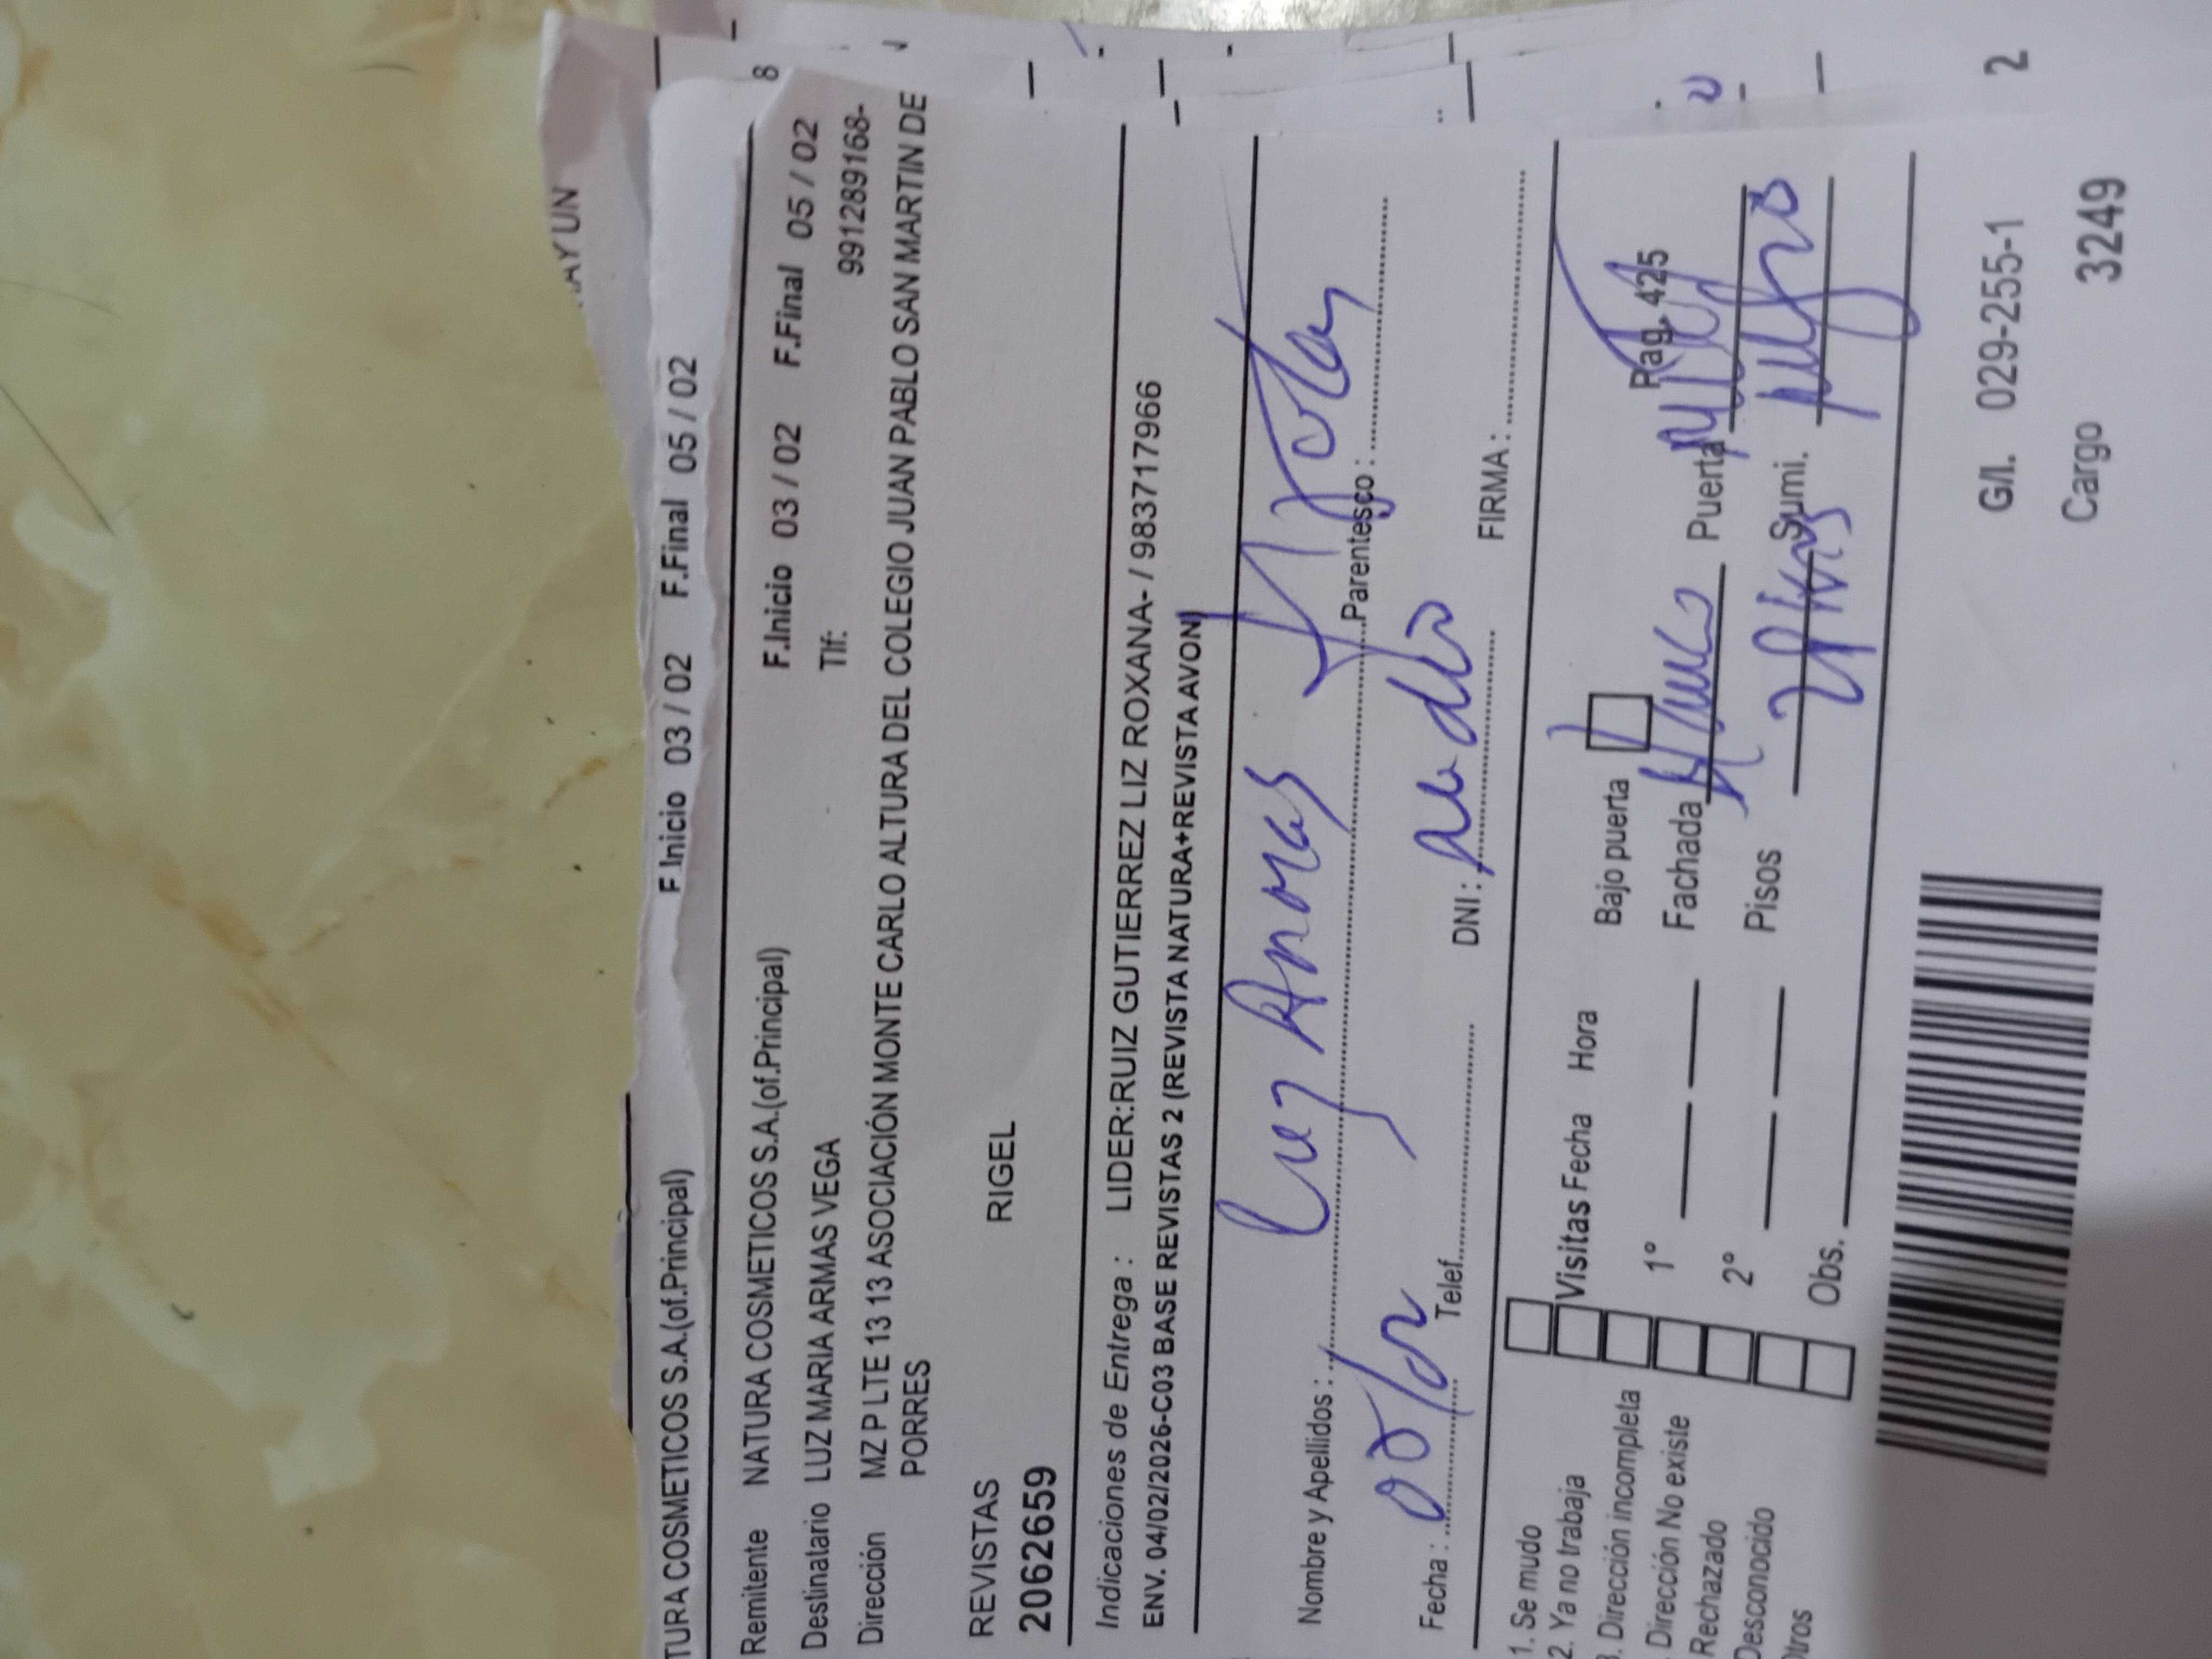 AY UN
TURA COSMETICOS S.A.(of.Principal) F.Inicio 03 / 02 F.Final 05 / 02
8
Remitente NATURA COSMETICOS S.A.(of.Principal) F.Inicio 03 / 02 F.Final 05 / 02
Destinatario LUZ MARIA ARMAS VEGA Tlf: 991289168-
Dirección MZ P LTE 13 13 ASOCIACIÓN MONTE CARLO ALTURA DEL COLEGIO JUAN PABLO SAN MARTIN DE
PORRES
REVISTAS RIGEL
2062659
Indicaciones de Entrega : LIDER:RUIZ GUTIERREZ LIZ ROXANA- / 983717966
ENV. 04/02/2026-C03 BASE REVISTAS 2 (REVISTA NATURA+REVISTA AVON)
Nombre y Apellidos : Luz Armas Parentesco :
Fecha : Telef. DNI : FIRMA :
1. Se mudo
2. Ya no trabaja Visitas Fecha Hora Bajo puerta Pag. 425
. Dirección incompleta 1° Fachada Puerta
Dirección No existe
Rechazado 2° Pisos Sumi.
Desconocido
Otros Obs.
G/I. 029-255-1 2
Cargo 3249